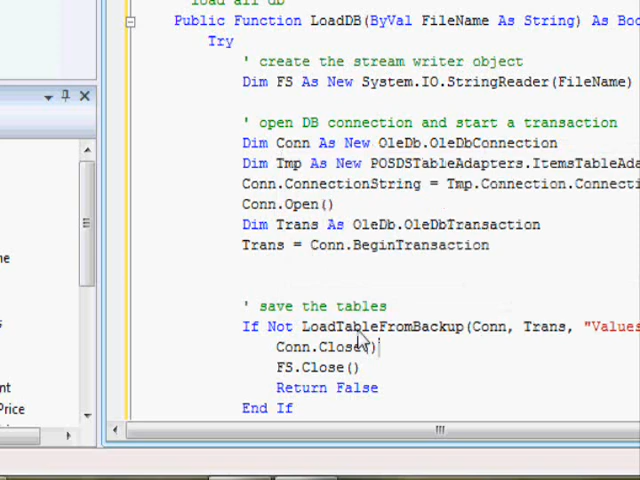 load all db
Public Function LoadDB(ByVal FileName As String) As Boo
Try
' create the stream writer object
Dim FS As New System.IO.StringReader(FileName)
' open DB connection and start a transaction
Dim Conn As New OleDb.OleDbConnection
Dim Tmp As New POSDSTableAdapters.ItemsTableAda
Conn.ConnectionString = Tmp.Connection.Connecti
Conn.Open()
Dim Trans As OleDb.OleDbTransaction
Trans = Conn.BeginTransaction
' save the tables
If Not LoadTableFromBackup(Conn, Trans, "Values
Conn.Close()
FS.Close()
Return False
End If
ne
nt
Price